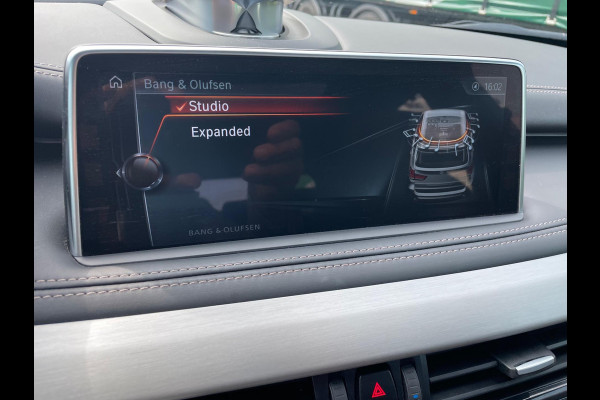 Bang & Olufsen
16:02
Studio
Expanded
BANG & OLUFSEN